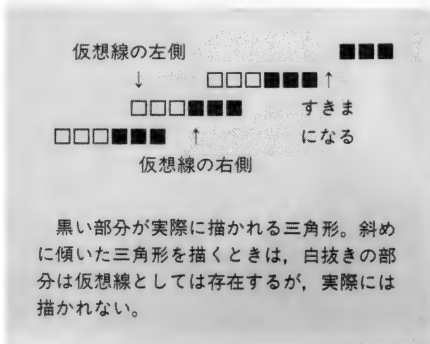 仮想線の左側 ■■■
↓ □□□■■■↑
□□□■■■ すきま
□□□■■■ ↑ になる
仮想線の右側
黒い部分が実際に描かれる三角形。斜め
に傾いた三角形を描くときは，白抜きの部
分は仮想線としては存在するが，実際には
描かれない。